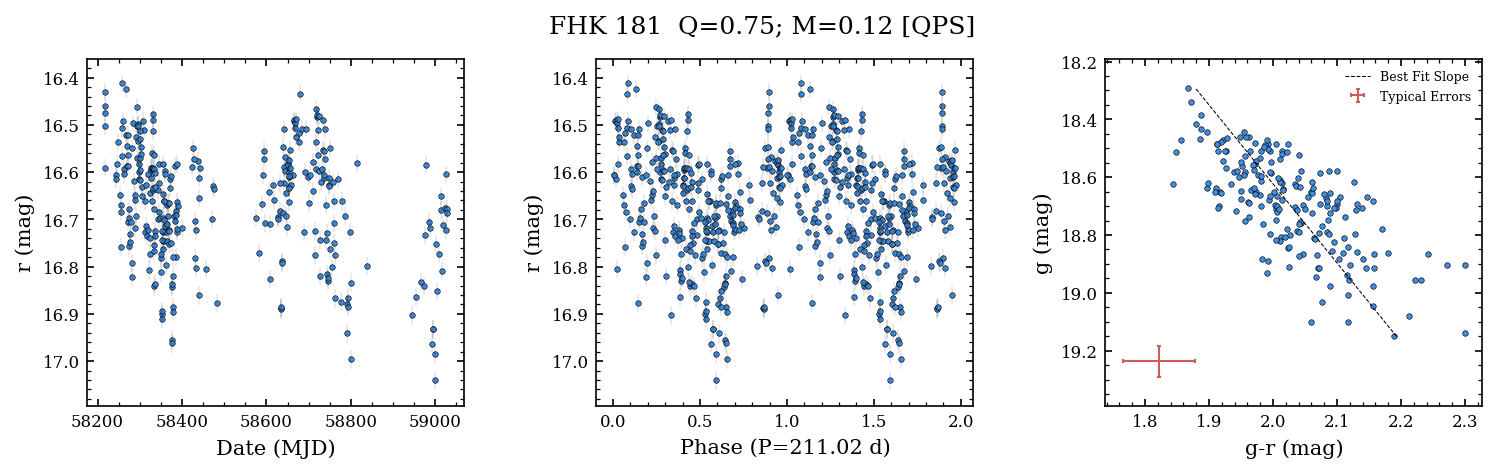 FHK 181  Q=0.75; M=0.12 [QPS]
16.4
16.5
16.6
16.7
16.8
16.9
17.0
r (mag)
58200 58400 58600 58800 59000
Date (MJD)
16.4
16.5
16.6
16.7
16.8
16.9
17.0
r (mag)
0.0 0.5 1.0 1.5 2.0
Phase (P=211.02 d)
18.2
18.4
18.6
18.8
19.0
19.2
g (mag)
Best Fit Slope
Typical Errors
1.8 1.9 2.0 2.1 2.2 2.3
g-r (mag)